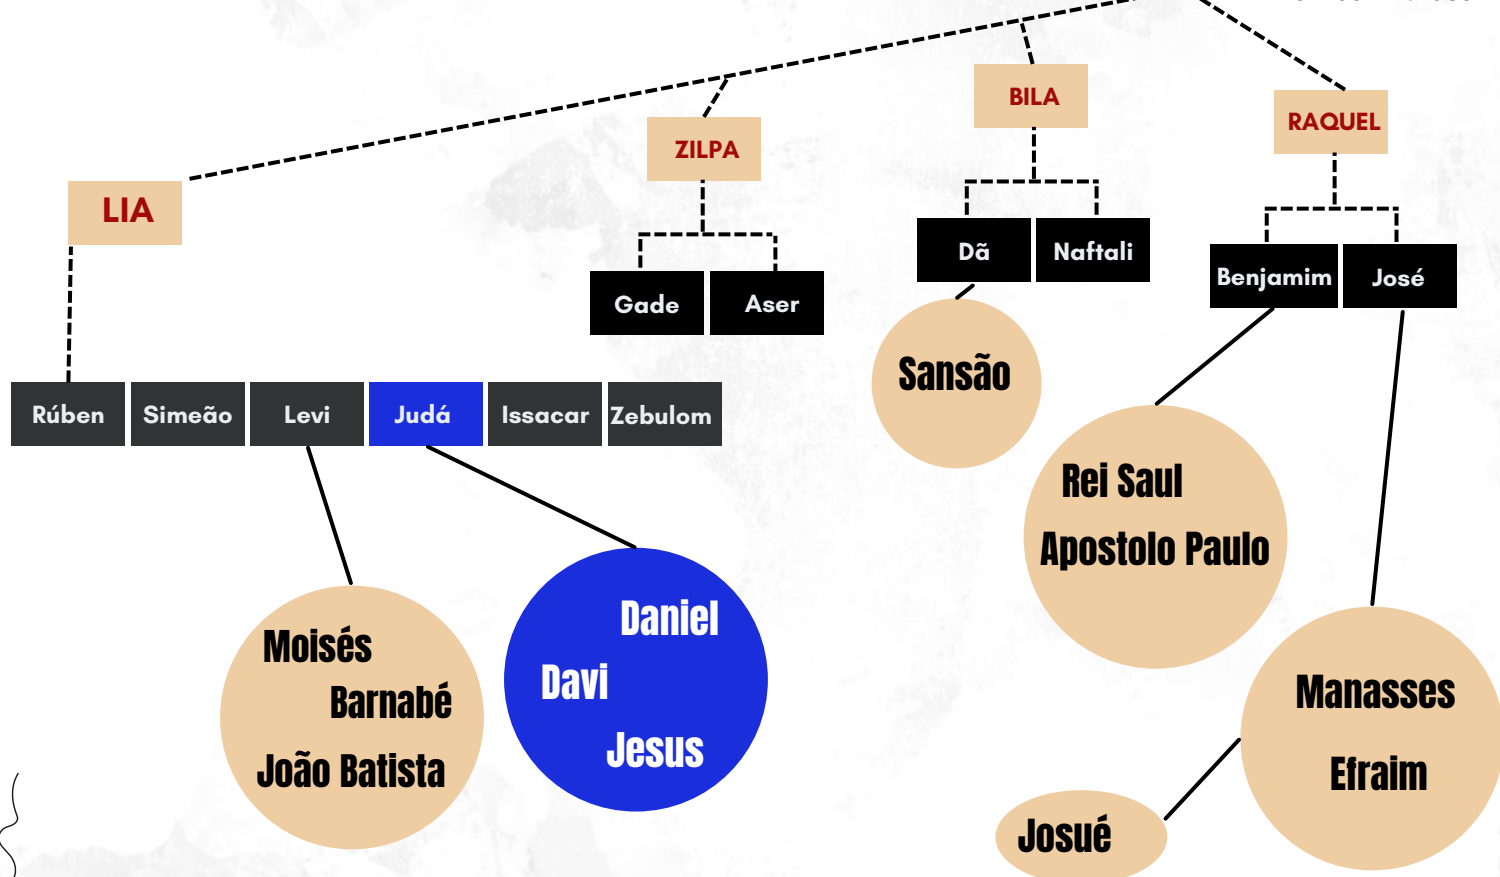 BILA
RAQUEL
ZILPA
LIA
Dã
Naftali
Benjamim
José
Gade
Aser
Sansão
Rúben
Simeão
Levi
Judá
Issacar
Zebulom
Rei Saul
Apostolo Paulo
Daniel
Moisés
Davi
Barnabé
Manasses
Jesus
João Batista
Efraim
Josué